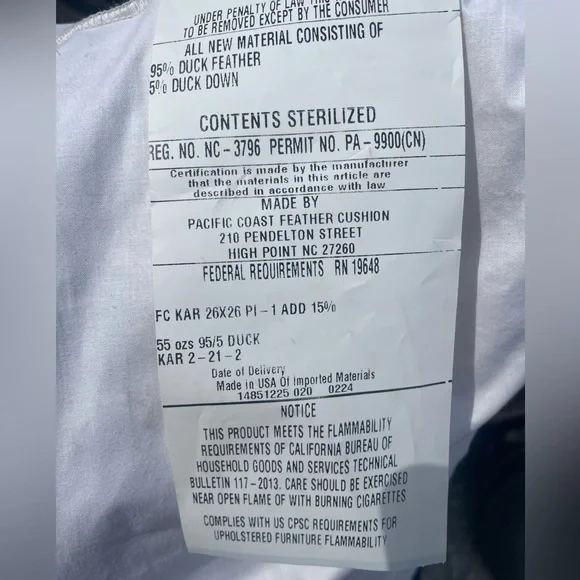 UNDER PENALTY OF LAW THIS
TO BE REMOVED EXCEPT BY THE CONSUMER
ALL NEW MATERIAL CONSISTING OF
95% DUCK FEATHER
5% DUCK DOWN
CONTENTS STERILIZED
REG. NO. NC-3796 PERMIT NO. PA-9900(CN)
Certification is made by the manufacturer
that the materials in this article are
described in accordance with law
MADE BY
PACIFIC COAST FEATHER CUSHION
210 PENDELTON STREET
HIGH POINT NC 27260
FEDERAL REQUIREMENTS RN 19648
FC KAR 26X26 PI-1 ADD 15%
55 ozs 95/5 DUCK
KAR 2-21-2
Date of Delivery
Made in USA Of Imported Materials
14851225 020 0224
NOTICE
THIS PRODUCT MEETS THE FLAMMABILITY
REQUIREMENTS OF CALIFORNIA BUREAU OF
HOUSEHOLD GOODS AND SERVICES TECHNICAL
BULLETIN 117-2013. CARE SHOULD BE EXERCISED
NEAR OPEN FLAME OF WITH BURNING CIGARETTES
COMPLIES WITH US CPSC REQUIREMENTS FOR
UPHOLSTERED FURNITURE FLAMMABILITY